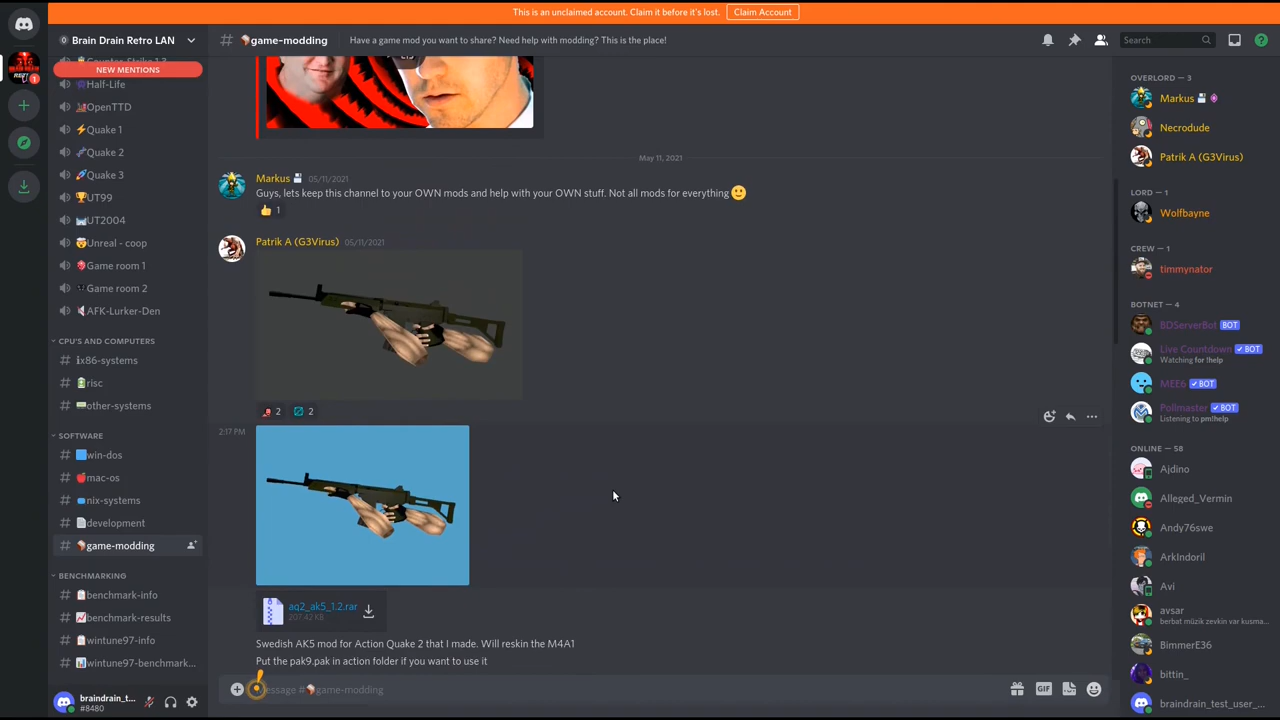 This is an unclaimed account. Claim it before it's lost. Claim Account
Brain Drain Retro LAN
NEW MENTIONS
Half-Life
OpenTTD
Quake 1
Quake 2
Quake 3
UT99
UT2004
Unreal - coop
Game room 1
Game room 2
AFK-Lurker-Den
CPU'S AND COMPUTERS
# ix86-systems
# risc
# other-systems
SOFTWARE
# win-dos
# mac-os
# nix-systems
# development
# game-modding
BENCHMARKING
# benchmark-info
# benchmark-results
# wintune97-info
# wintune97-benchmark...
braindrain_t...
#8480
# game-modding Have a game mod you want to share? Need help with modding? This is the place!
Search
May 11, 2021
Markus 05/11/2021
Guys, lets keep this channel to your OWN mods and help with your OWN stuff. Not all mods for everything
1
Patrik A (G3Virus) 05/11/2021
2 2
2:17 PM
aq2_ak5_1.2.rar
207.42 KB
Swedish AK5 mod for Action Quake 2 that I made. Will reskin the M4A1
Put the pak9.pak in action folder if you want to use it
Message # game-modding
GIF
OVERLORD — 3
Markus
Necrodude
Patrik A (G3Virus)
LORD — 1
Wolfbayne
CREW — 1
timmynator
BOTNET — 4
BDServerBot BOT
Live Countdown BOT
Watching for !help
MEE6 BOT
Pollmaster BOT
Listening to pm!help
ONLINE — 58
Ajdino
Alleged_Vermin
Andy76swe
ArkIndoril
Avi
avsar
berbat müzik zevkin var kusma...
BimmerE36
bittin_
braindrain_test_user_...